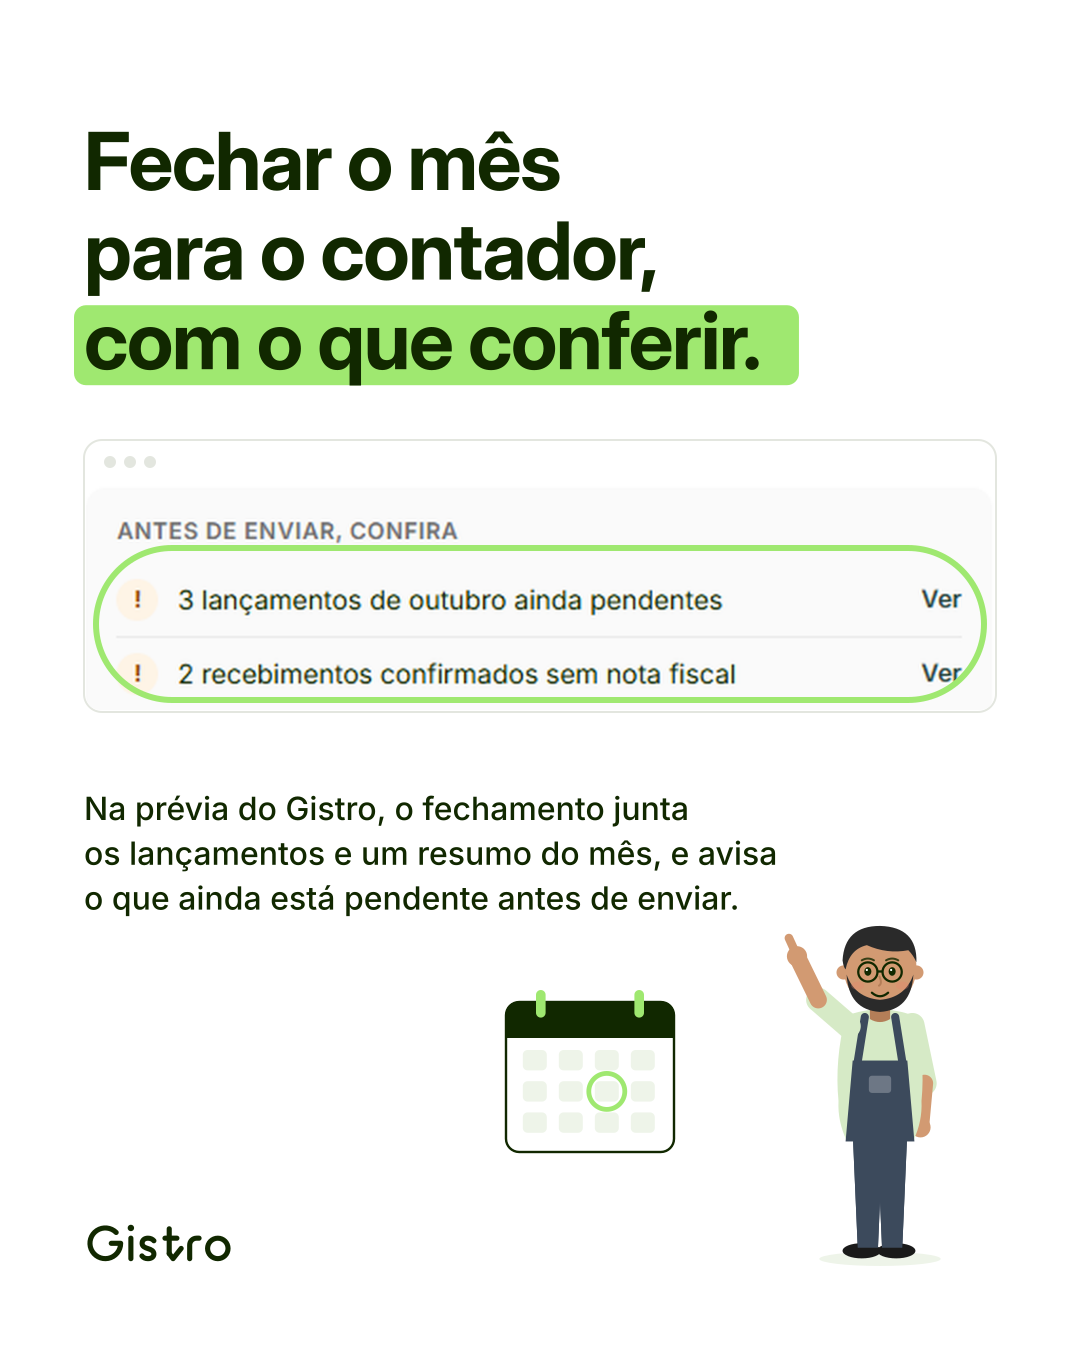 Fechar o mês
para o contador,
com o que conferir.
ANTES DE ENVIAR, CONFIRA
! 3 lançamentos de outubro ainda pendentes Ver
! 2 recebimentos confirmados sem nota fiscal Ver
Na prévia do Gistro, o fechamento junta
os lançamentos e um resumo do mês, e avisa
o que ainda está pendente antes de enviar.
Gistro